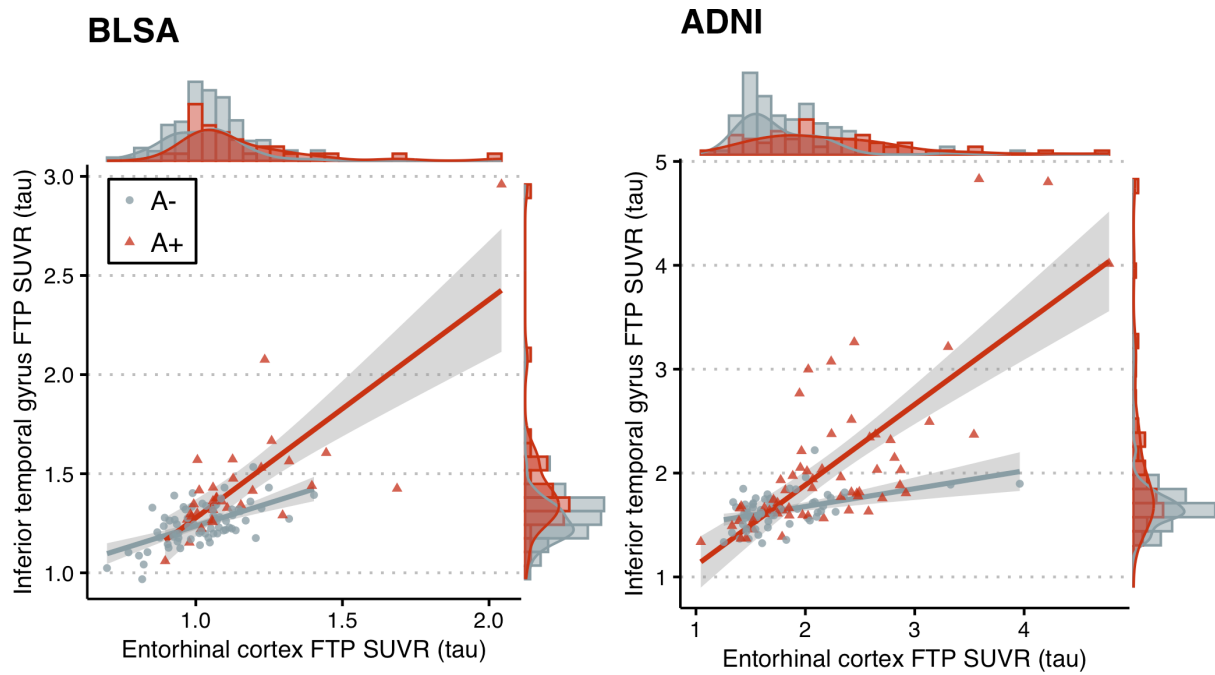 BLSA
Inferior temporal gyrus FTP SUVR (tau)
3.0
2.5
2.0
1.5
1.0
A-
A+
1.0 1.5 2.0
Entorhinal cortex FTP SUVR (tau)
ADNI
Inferior temporal gyrus FTP SUVR (tau)
5
4
3
2
1
1 2 3 4
Entorhinal cortex FTP SUVR (tau)